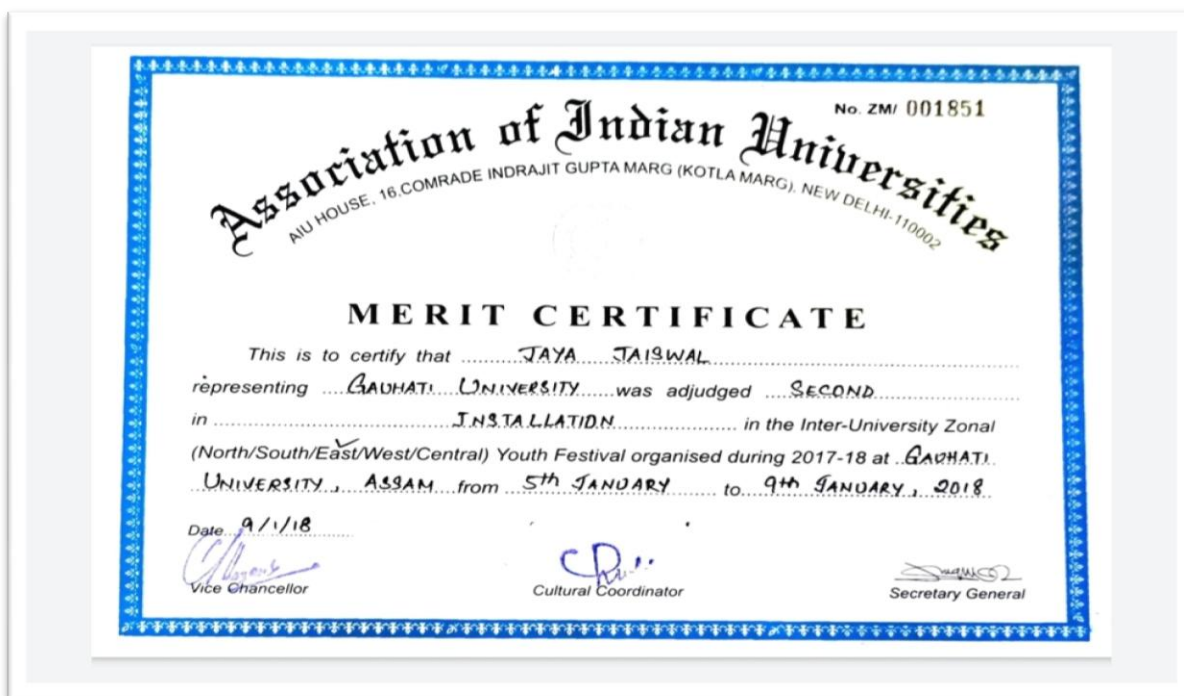 No. ZM/ 001851
Association of Indian Universities
AIU HOUSE, 16,COMRADE INDRAJIT GUPTA MARG (KOTLA MARG), NEW DELHI-110002
MERIT CERTIFICATE
This is to certify that JAYA JAISWAL
representing GAUHATI UNIVERSITY was adjudged SECOND
in INSTALLATION in the Inter-University Zonal
(North/South/East/West/Central) Youth Festival organised during 2017-18 at GAUHATI
UNIVERSITY, ASSAM from 5th JANUARY to 9th JANUARY, 2018
Date 9/1/18
Vice Chancellor Cultural Coordinator Secretary General